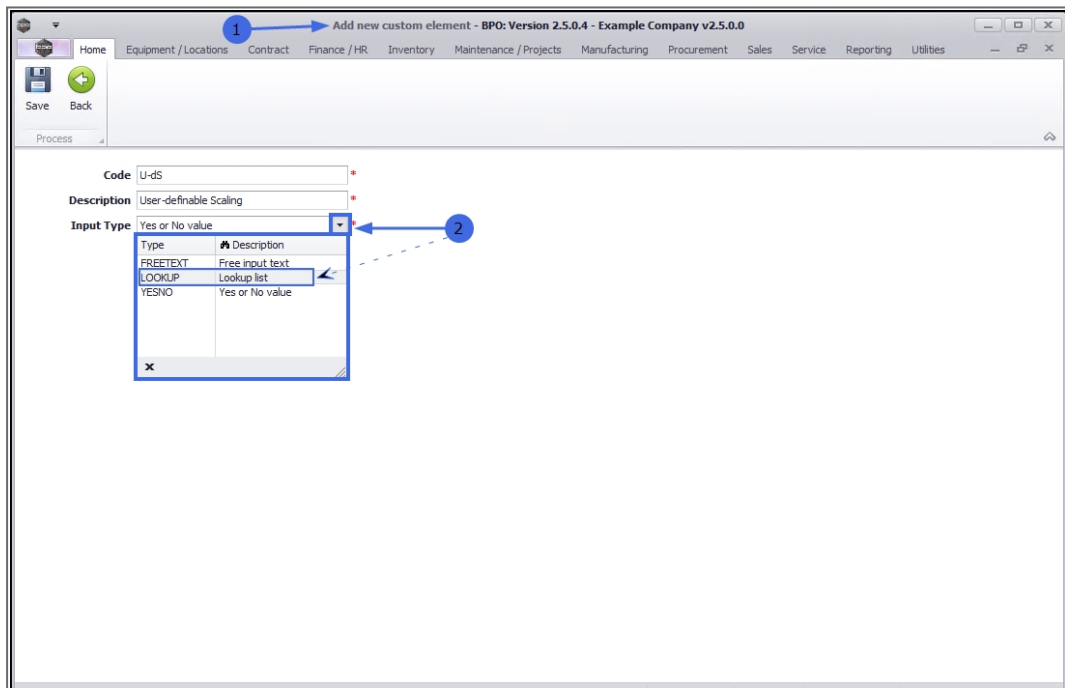 1
Add new custom element - BPO: Version 2.5.0.4 - Example Company v2.5.0.0
Home Equipment / Locations Contract Finance / HR Inventory Maintenance / Projects Manufacturing Procurement Sales Service Reporting Utilities
Save Back
Process
Code U-dS *
Description User-definable Scaling *
Input Type Yes or No value *
2
Type Description
FREETEXT Free input text
LOOKUP Lookup list
YESNO Yes or No value
x